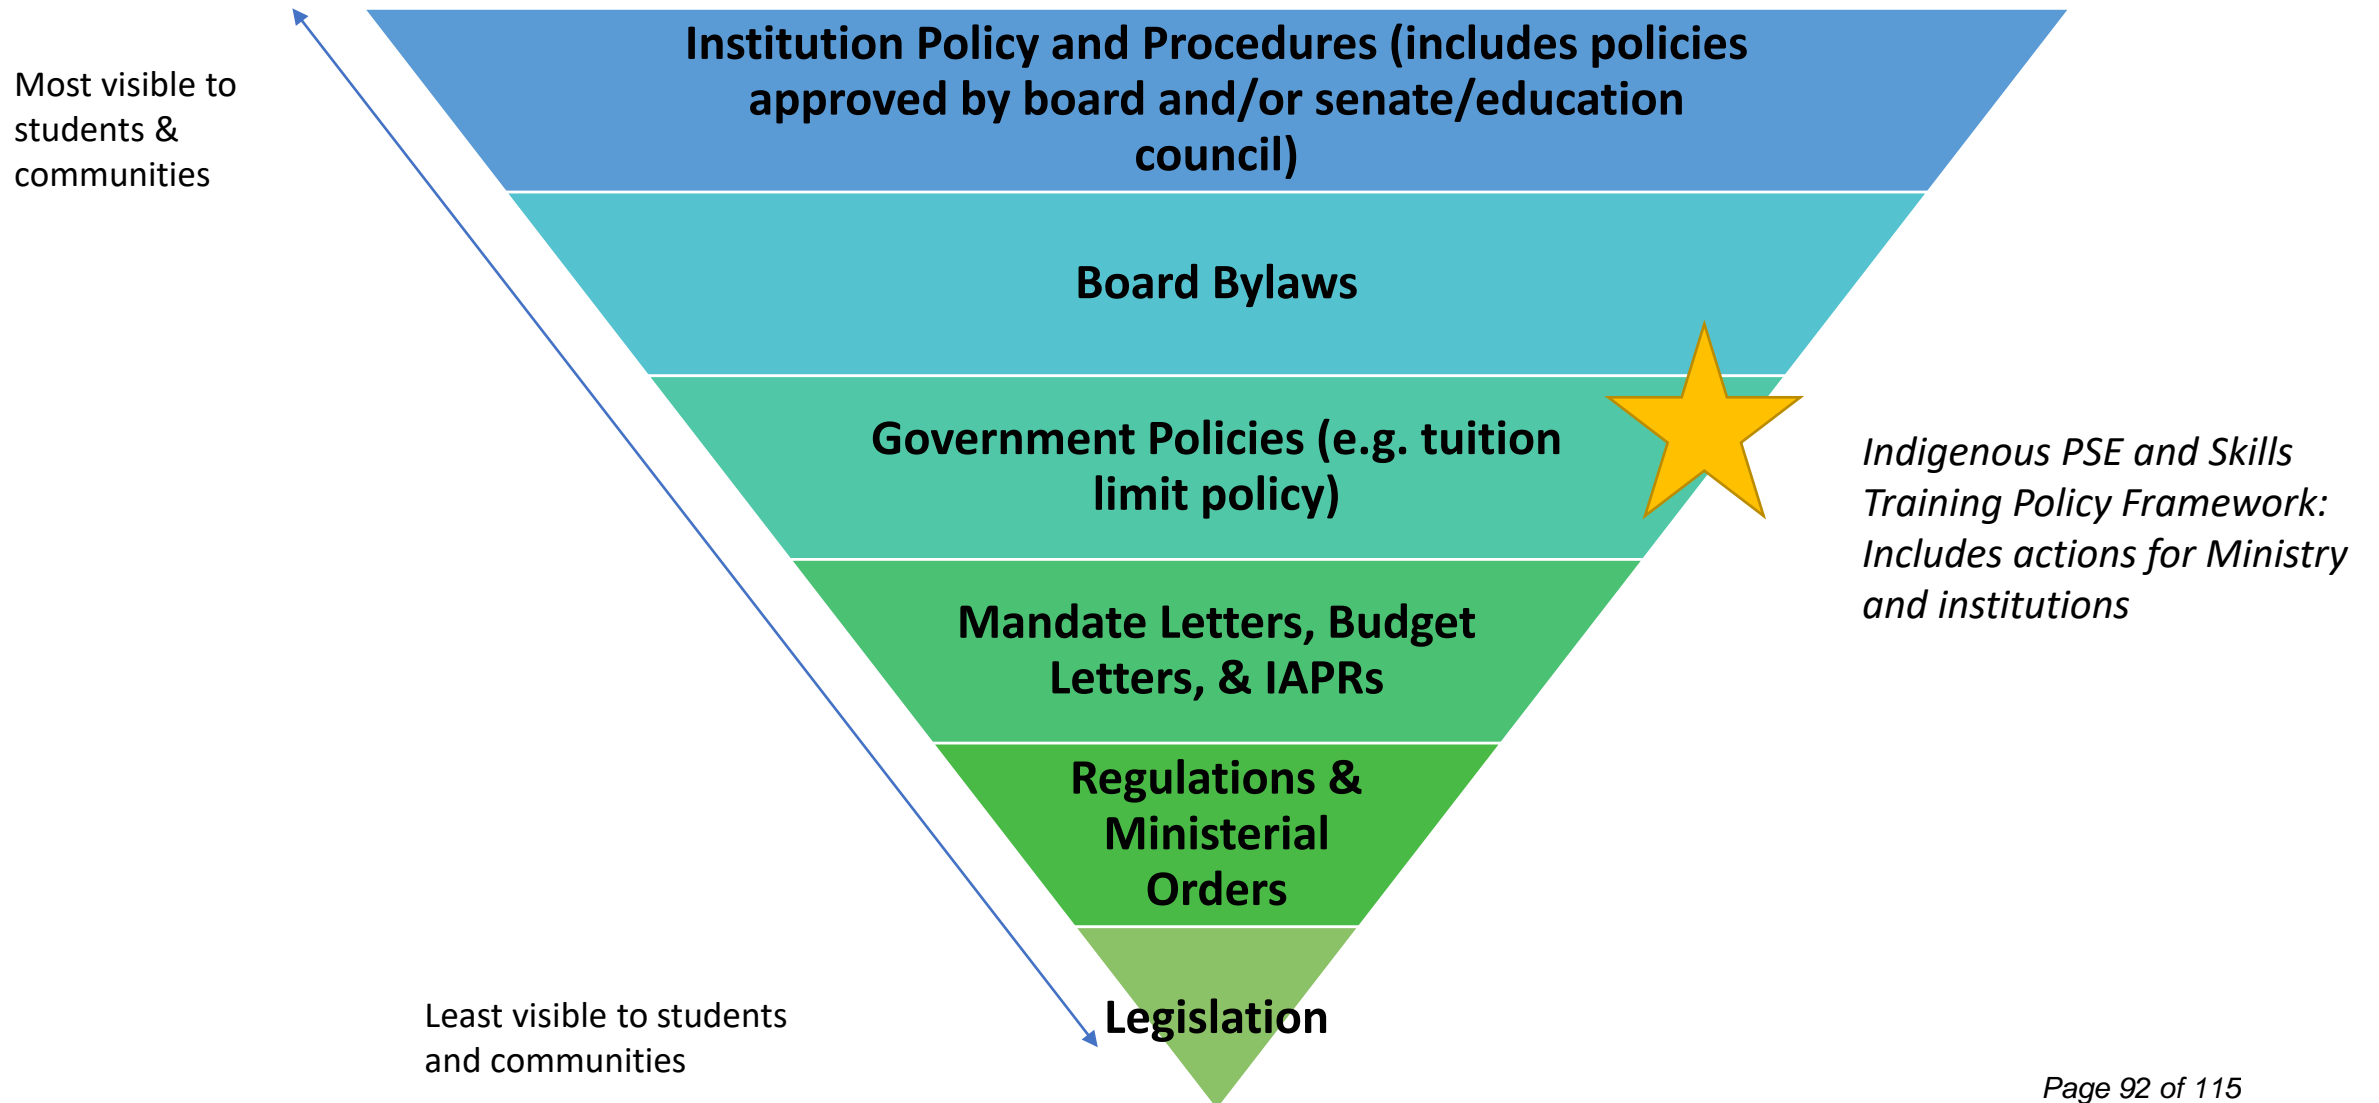 Most visible to
students &
communities
Institution Policy and Procedures (includes policies
approved by board and/or senate/education
council)
Board Bylaws
Government Policies (e.g. tuition
limit policy)
Indigenous PSE and Skills
Training Policy Framework:
Includes actions for Ministry
and institutions
Mandate Letters, Budget
Letters, & IAPRs
Regulations &
Ministerial
Orders
Legislation
Least visible to students
and communities
Page 92 of 115